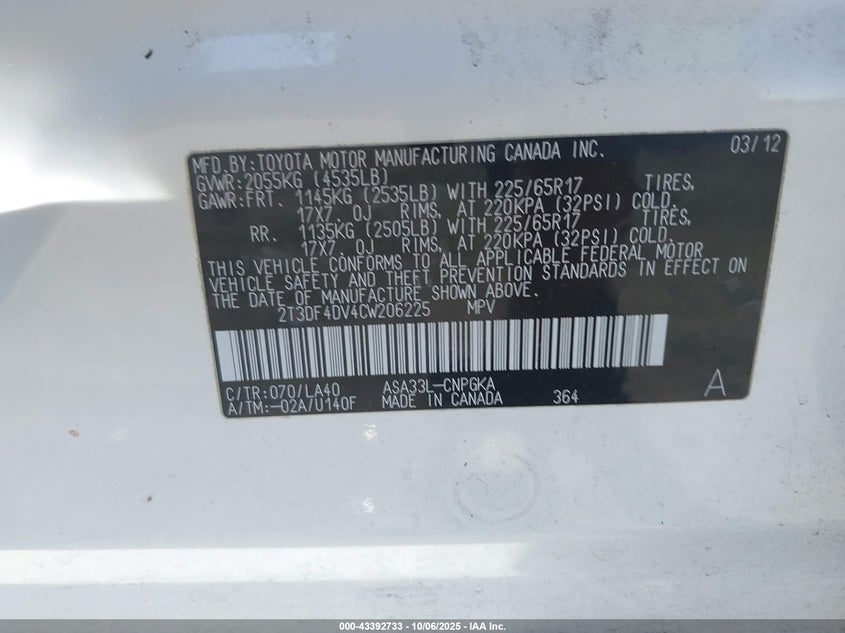 MFD.BY:TOYOTA MOTOR MANUFACTURING CANADA INC. 03/12
GVWR:2055KG (4535LB)
GAWR:FRT. 1145KG (2535LB) WITH 225/65R17 TIRES,
17X7.0J RIMS, AT 220KPA (32PSI) COLD.
RR. 1135KG (2505LB) WITH 225/65R17 TIRES,
17X7.0J RIMS, AT 220KPA (32PSI) COLD.
THIS VEHICLE CONFORMS TO ALL APPLICABLE FEDERAL MOTOR
VEHICLE SAFETY AND THEFT PREVENTION STANDARDS IN EFFECT ON
THE DATE OF MANUFACTURE SHOWN ABOVE.
2T3DF4DV4CW206225 MPV
C/TR:070/LA40 ASA33L-CNPGKA A
A/TM:-02A/U140F MADE IN CANADA 364
000-43392733 - 10/06/2025 - IAA Inc.